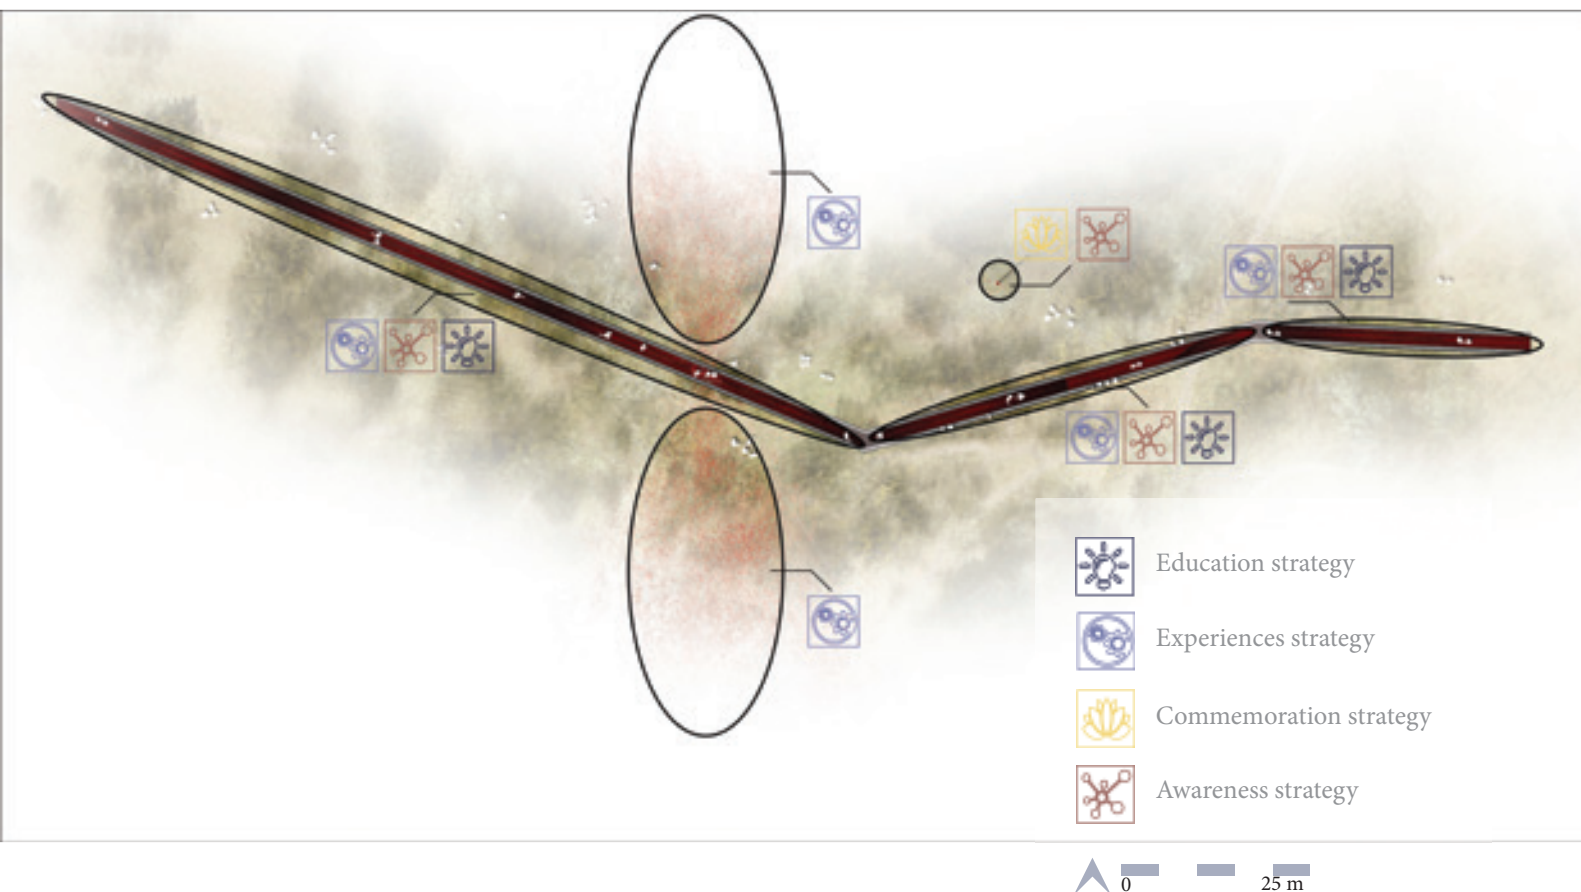 Education strategy
Experiences strategy
Commemoration strategy
Awareness strategy
0 25 m